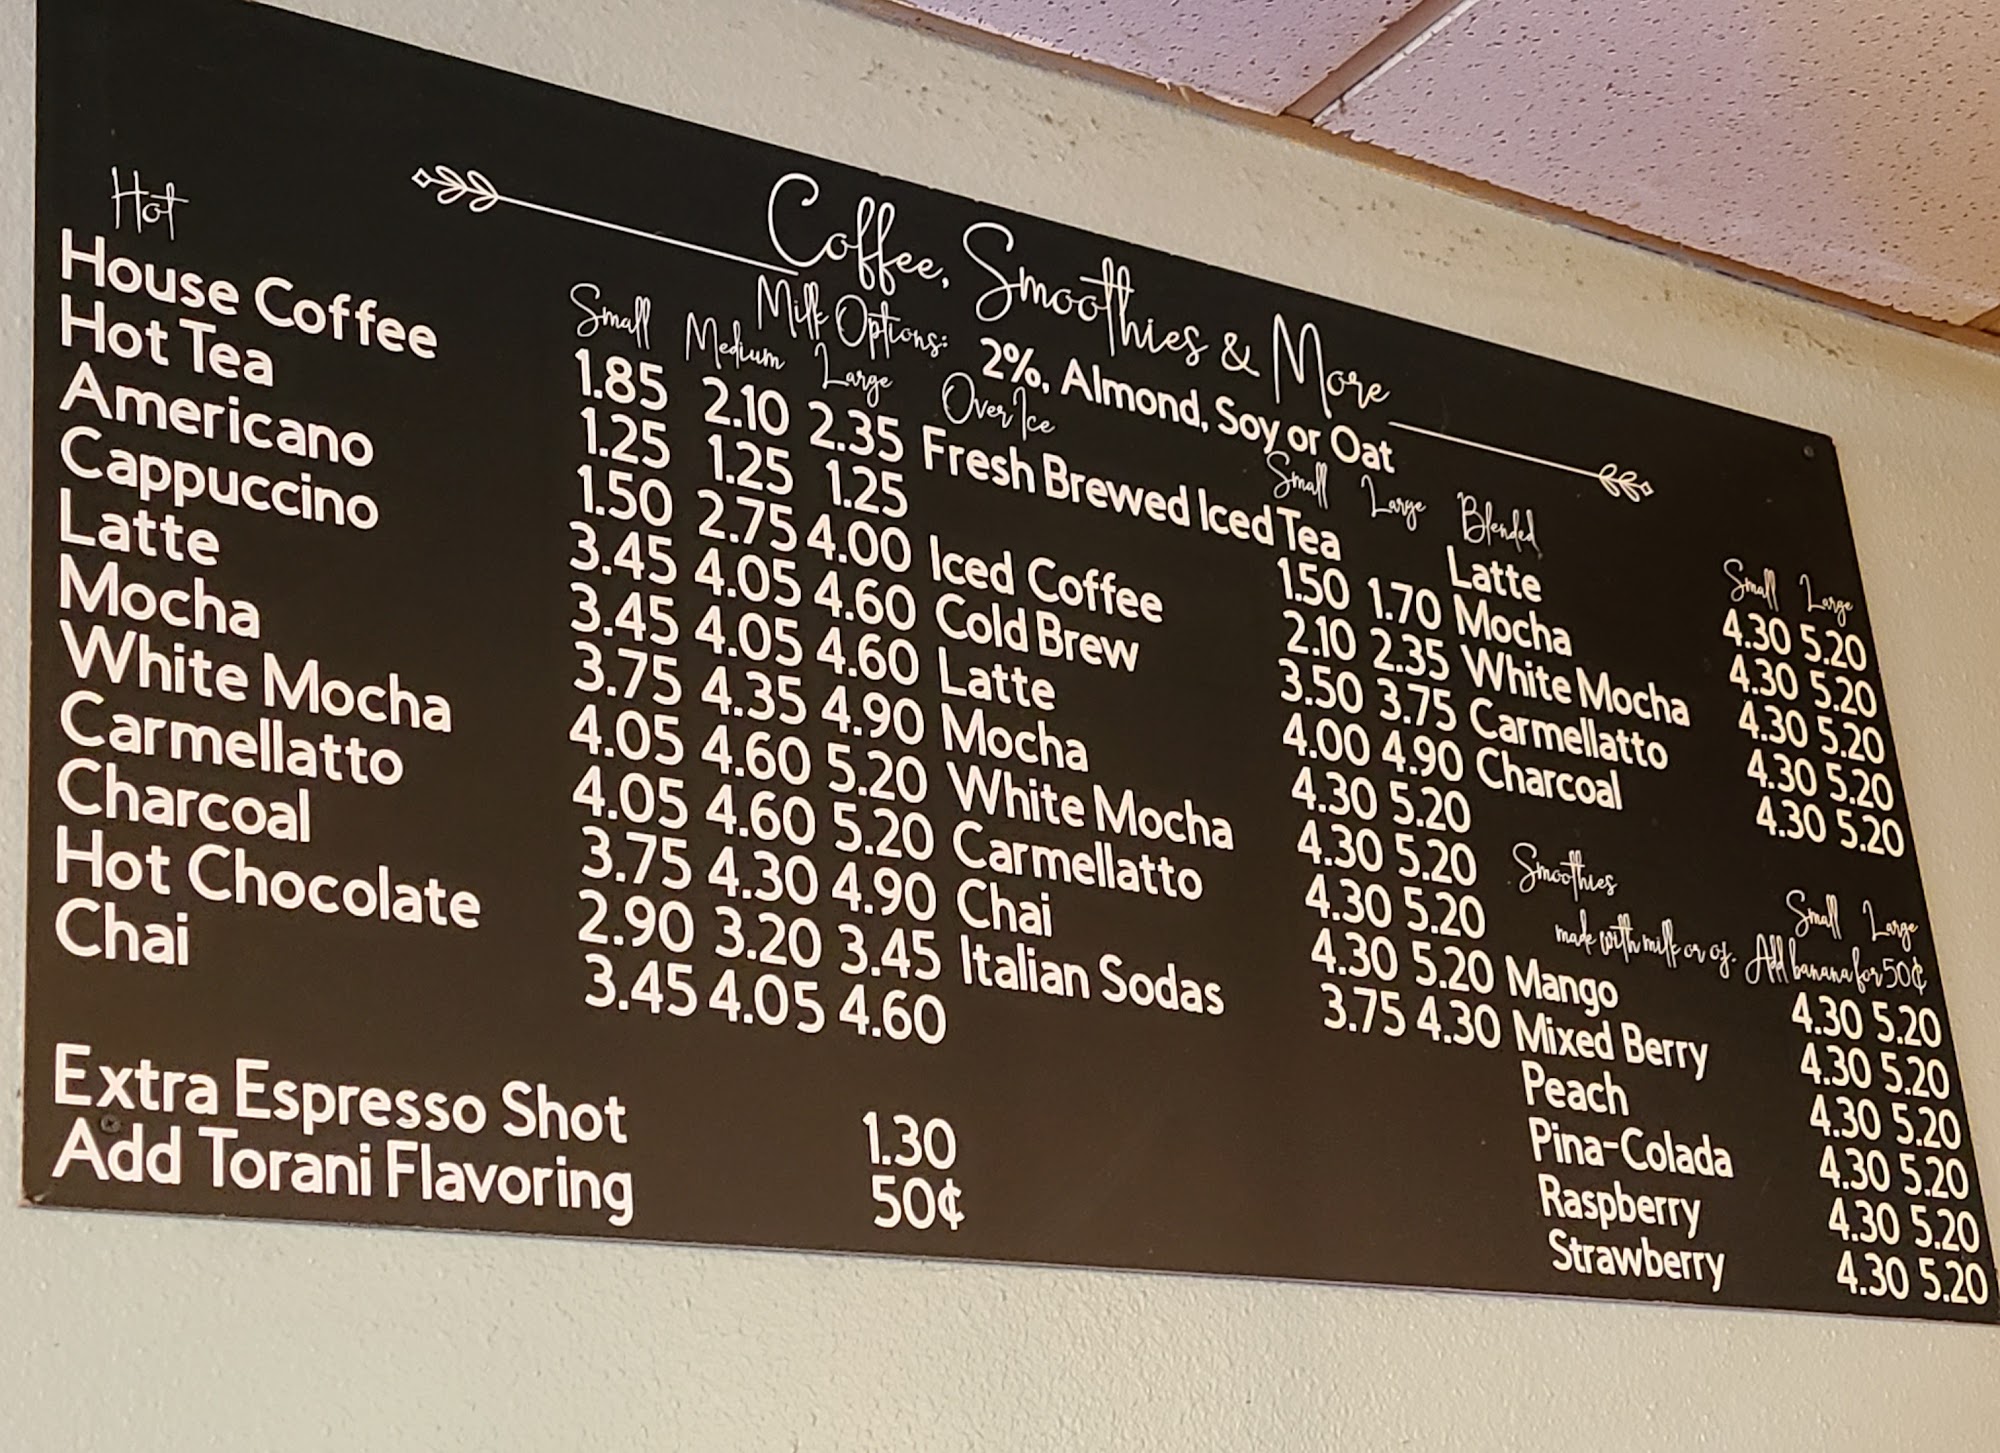 Coffee, Smoothies & More
Milk Options: 2%, Almond, Soy or Oat
Hot Small Medium Large
House Coffee 1.85 2.10 2.35
Hot Tea 1.25 1.25 1.25
Americano 1.50 2.75 4.00
Cappuccino 3.45 4.05 4.60
Latte 3.45 4.05 4.60
Mocha 3.75 4.35 4.90
White Mocha 4.05 4.60 5.20
Carmellatto 4.05 4.60 5.20
Charcoal 3.75 4.30 4.90
Hot Chocolate 2.90 3.20 3.45
Chai 3.45 4.05 4.60
Extra Espresso Shot 1.30
Add Torani Flavoring 50¢
Over Ice Small Large
Fresh Brewed Iced Tea 1.50 1.70
Iced Coffee 2.10 2.35
Cold Brew 3.50 3.75
Latte 4.00 4.90
Mocha 4.30 5.20
White Mocha 4.30 5.20
Carmellatto 4.30 5.20
Chai 4.30 5.20
Italian Sodas 3.75 4.30
Blended Small Large
Latte 4.30 5.20
Mocha 4.30 5.20
White Mocha 4.30 5.20
Carmellatto 4.30 5.20
Charcoal 4.30 5.20
Smoothies Small Large
made with milk or oj. Add banana for 50¢
Mango 4.30 5.20
Mixed Berry 4.30 5.20
Peach 4.30 5.20
Pina-Colada 4.30 5.20
Raspberry 4.30 5.20
Strawberry 4.30 5.20